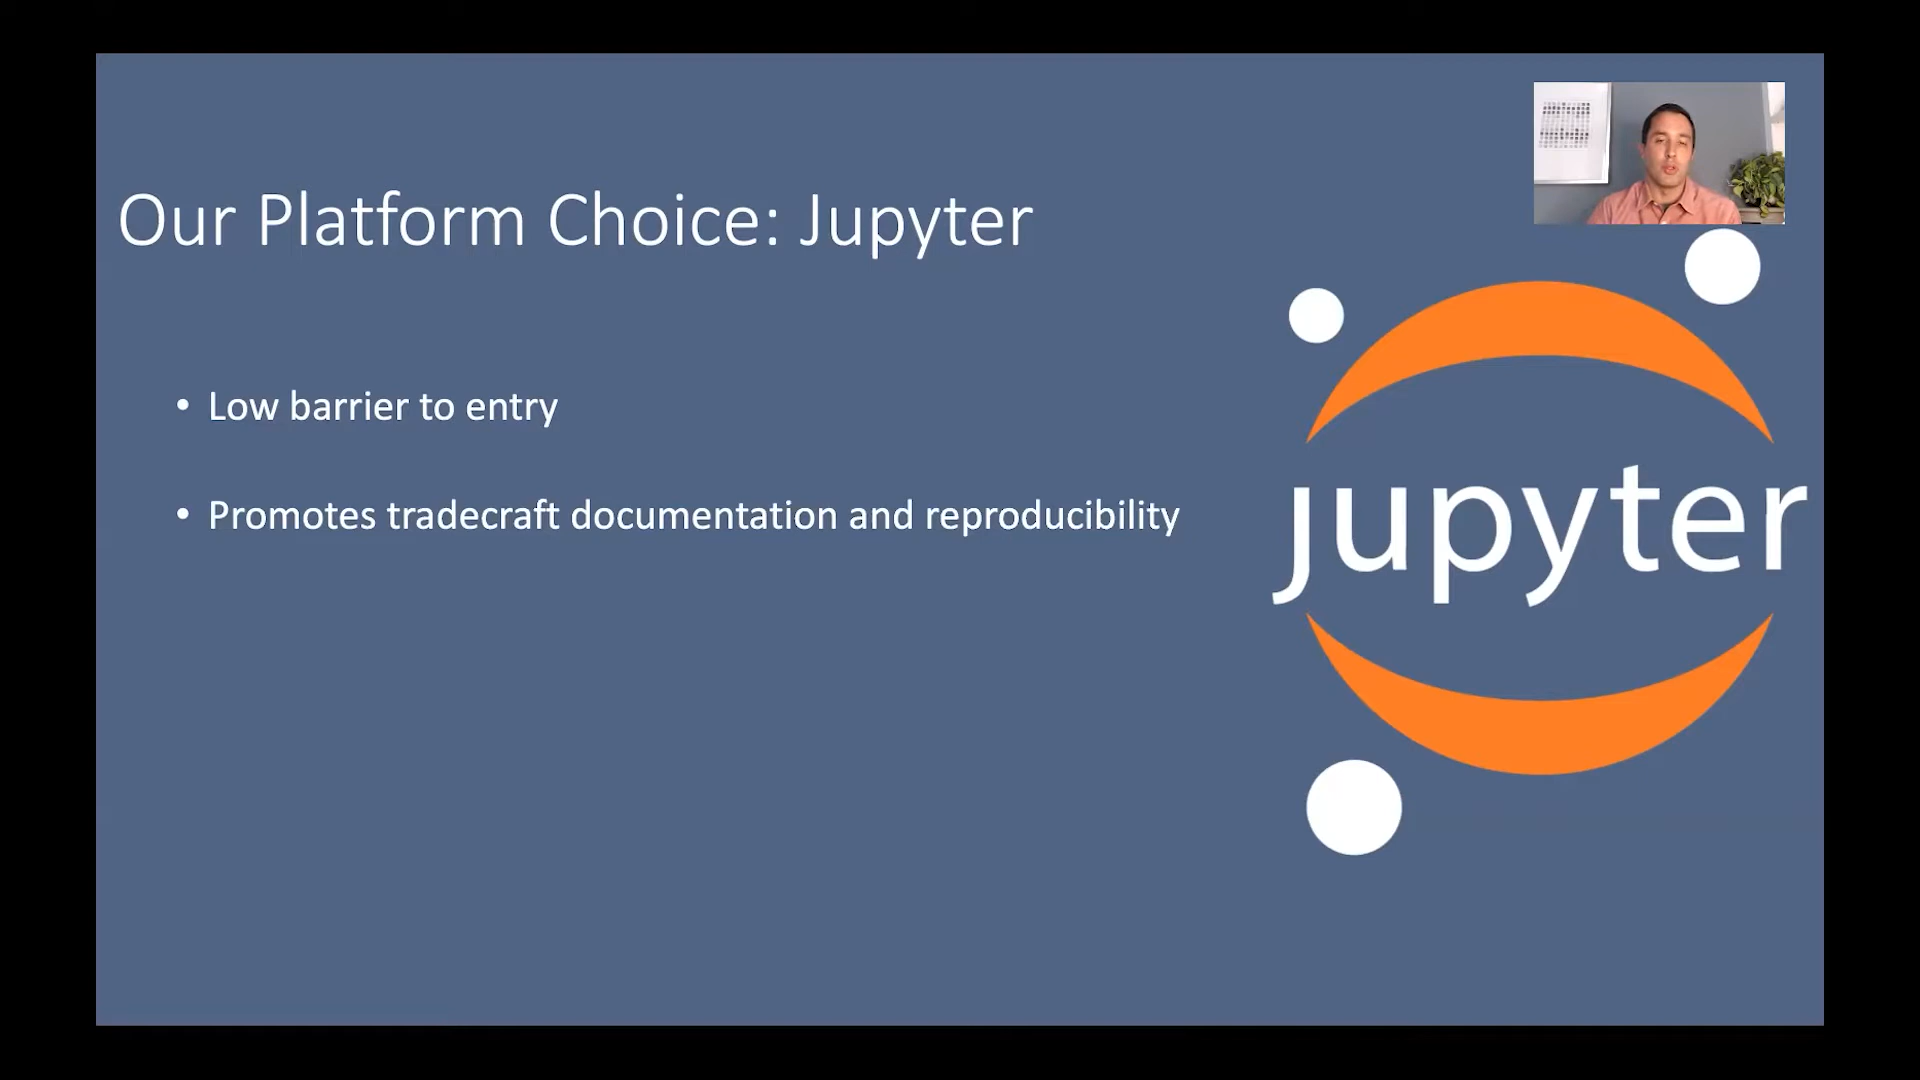 Our Platform Choice: Jupyter
• Low barrier to entry
• Promotes tradecraft documentation and reproducibility
jupyter